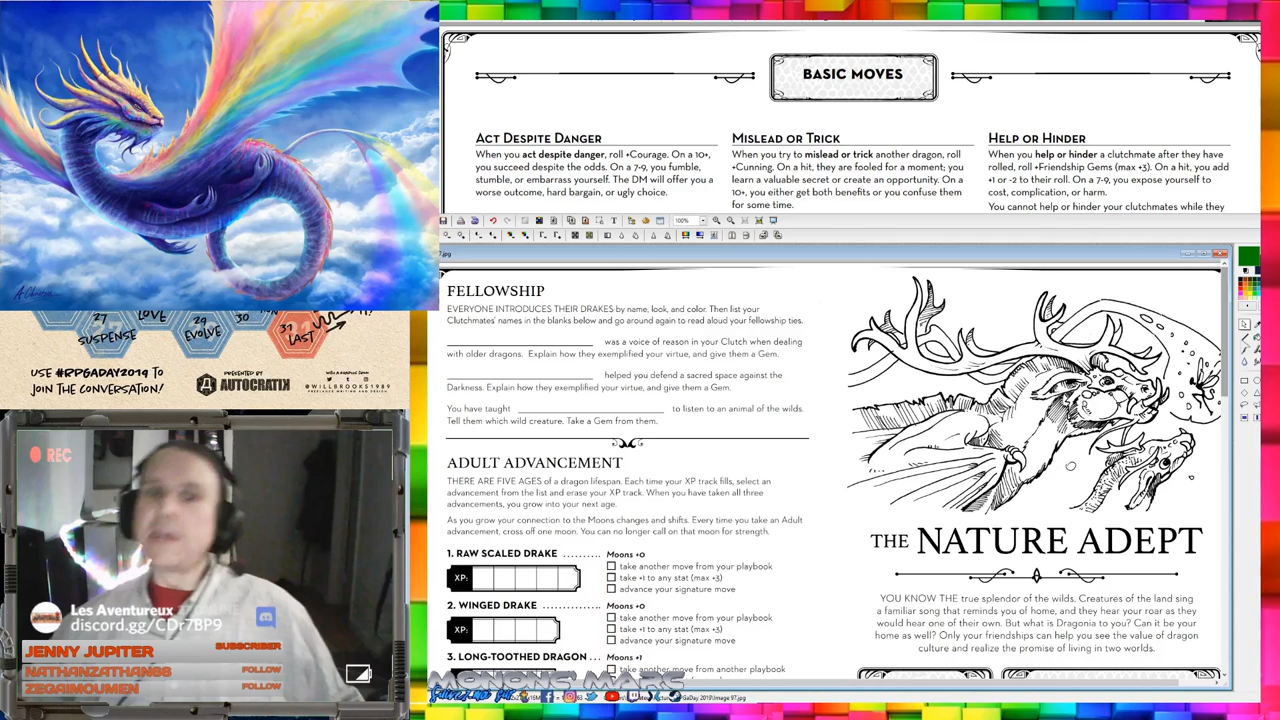 BASIC MOVES
ACT DESPITE DANGER
When you act despite danger, roll +Courage. On a 10+,
you succeed despite the odds. On a 7-9, you fumble,
stumble, or embarrass yourself. The DM will offer you a
worse outcome, hard bargain, or ugly choice.
MISLEAD OR TRICK
When you try to mislead or trick another dragon, roll
+Cunning. On a hit, they are fooled for a moment; you
learn a valuable secret or create an opportunity. On a
10+, you either get both benefits or you confuse them
for some time.
HELP OR HINDER
When you help or hinder a clutchmate after they have
rolled, roll +Friendship Gems (max +3). On a hit, you add
+1 or -2 to their roll. On a 7-9, you expose yourself to
cost, complication, or harm.
You cannot help or hinder your clutchmates while they
100%
FELLOWSHIP
EVERYONE INTRODUCES THEIR DRAKES by name, look, and color. Then list your
Clutchmates' names in the blanks below and go around again to read aloud your fellowship ties.
was a voice of reason in your Clutch when dealing
with older dragons. Explain how they exemplified your virtue, and give them a Gem.
helped you defend a sacred space against the
Darkness. Explain how they exemplified your virtue, and give them a Gem.
You have taught to listen to an animal of the wilds.
Tell them which wild creature. Take a Gem from them.
ADULT ADVANCEMENT
THERE ARE FIVE AGES of a dragon lifespan. Each time your XP track fills, select an
advancement from the list and erase your XP track. When you have taken all three
advancements, you grow into your next age.
As you grow your connection to the Moons changes and shifts. Every time you take an Adult
advancement, cross off one moon. You can no longer call on that moon for strength.
1. RAW SCALED DRAKE .......... Moons +0
XP:
take another move from your playbook
take +1 to any stat (max +3)
advance your signature move
2. WINGED DRAKE .......... Moons +0
XP:
take another move from your playbook
take +1 to any stat (max +3)
advance your signature move
3. LONG-TOOTHED DRAGON ... Moons +1
take another move from another playbook
THE NATURE ADEPT
YOU KNOW THE true splendor of the wilds. Creatures of the land sing
a familiar song that reminds you of home, and they hear your roar as they
would hear one of their own. But what is Dragonia to you? Can it be your
home as well? Only your friendships can help you see the value of dragon
culture and realize the promise of living in two worlds.
27
SUSPENSE
LOVE
29
EVOLVE
30
31
LAST
USE #RPGADAY2019 TO
JOIN THE CONVERSATION!
PRESENTED BY
AUTOCRATIK
@WILLBROOKS1989
REC
Les Aventureux
discord.gg/CDr7BP9
JENNY JUPITER SUBSCRIBER
NATHANZATHAN86 FOLLOW
ZEGAIMOUMEN FOLLOW